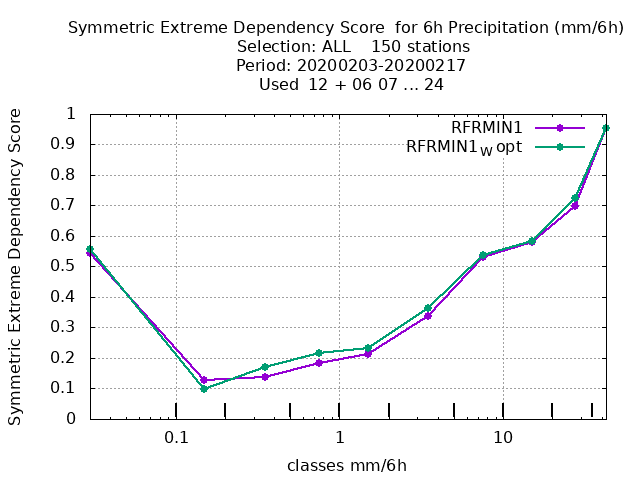 Symmetric Extreme Dependency Score  for 6h Precipitation (mm/6h)
Selection: ALL    150 stations
Period: 20200203-20200217
Used  12 + 06 07 ... 24
Symmetric Extreme Dependency Score
1
0.9
0.8
0.7
0.6
0.5
0.4
0.3
0.2
0.1
0
RFRMIN1
RFRMIN1W opt
0.1 1 10
classes mm/6h